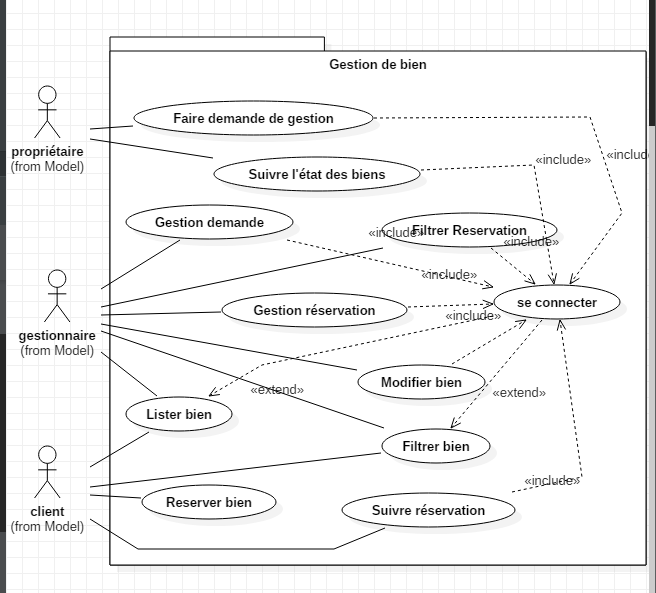 Gestion de bien
propriétaire
(from Model)
Faire demande de gestion
«includ
Suivre l'état des biens
«include»
Gestion demande
«include»
Filtrer Reservation
«include»
«include»
gestionnaire
(from Model)
Gestion réservation
se connecter
«include»
Modifier bien
«extend»
«extend»
Lister bien
Filtrer bien
client
(from Model)
Reserver bien
Suivre réservation
«include»